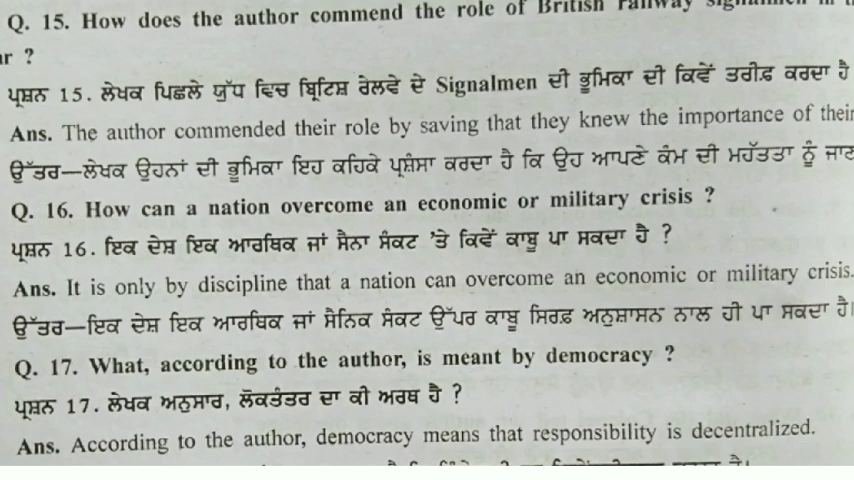 Q. 15. How does the author commend the role of British railway signalmen in
ar ?
ਪ੍ਰਸ਼ਨ 15. ਲੇਖਕ ਪਿਛਲੇ ਯੁੱਧ ਵਿਚ ਬ੍ਰਿਟਿਸ਼ ਰੇਲਵੇ ਦੇ Signalmen ਦੀ ਭੂਮਿਕਾ ਦੀ ਕਿਵੇਂ ਤਰੀਫ਼ ਕਰਦਾ ਹੈ
Ans. The author commended their role by saving that they knew the importance of their
ਉੱਤਰ—ਲੇਖਕ ਉਹਨਾਂ ਦੀ ਭੂਮਿਕਾ ਇਹ ਕਹਿਕੇ ਪ੍ਰਸ਼ੰਸਾ ਕਰਦਾ ਹੈ ਕਿ ਉਹ ਆਪਣੇ ਕੰਮ ਦੀ ਮਹੱਤਤਾ ਨੂੰ ਜਾਣ
Q. 16. How can a nation overcome an economic or military crisis ?
ਪ੍ਰਸ਼ਨ 16. ਇਕ ਦੇਸ਼ ਇਕ ਆਰਥਿਕ ਜਾਂ ਸੈਨਾ ਸੰਕਟ 'ਤੇ ਕਿਵੇਂ ਕਾਬੂ ਪਾ ਸਕਦਾ ਹੈ ?
Ans. It is only by discipline that a nation can overcome an economic or military crisis.
ਉੱਤਰ—ਇਕ ਦੇਸ਼ ਇਕ ਆਰਥਿਕ ਜਾਂ ਸੈਨਿਕ ਸੰਕਟ ਉੱਪਰ ਕਾਬੂ ਸਿਰਫ਼ ਅਨੁਸ਼ਾਸਨ ਨਾਲ ਹੀ ਪਾ ਸਕਦਾ ਹੈ।
Q. 17. What, according to the author, is meant by democracy ?
ਪ੍ਰਸ਼ਨ 17. ਲੇਖਕ ਅਨੁਸਾਰ, ਲੋਕਤੰਤਰ ਦਾ ਕੀ ਅਰਥ ਹੈ ?
Ans. According to the author, democracy means that responsibility is decentralized.